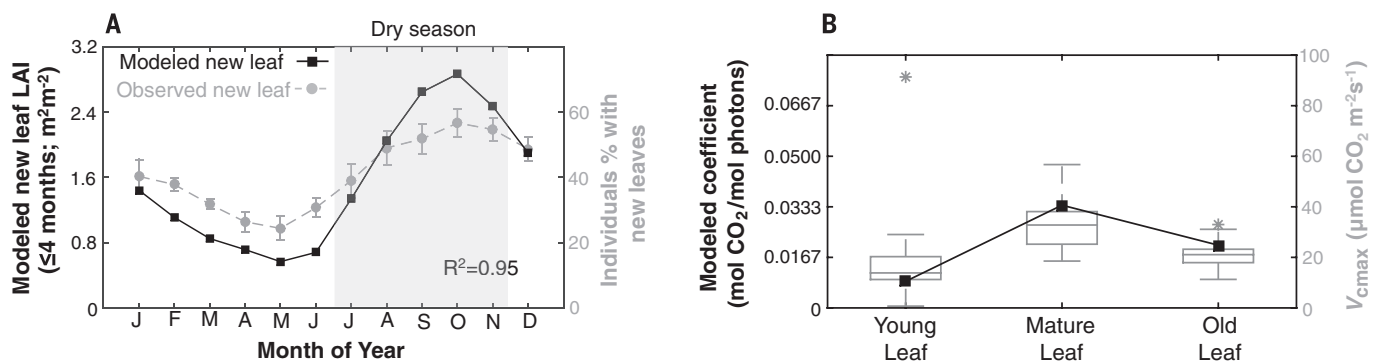 A
Dry season
3.2
2.4
1.6
0.8
0
Modeled new leaf LAI
(≤4 months; m²m⁻²)
Modeled new leaf
Observed new leaf
R²=0.95
60
40
20
0
Individuals % with
new leaves
J F M A M J J A S O N D
Month of Year
B
Modeled coefficient
(mol CO₂/mol photons)
0.0667
0.0500
0.0333
0.0167
0
100
80
60
40
20
0
Vcmax (µmol CO₂ m⁻²s⁻¹)
Young Mature Old
Leaf Leaf Leaf